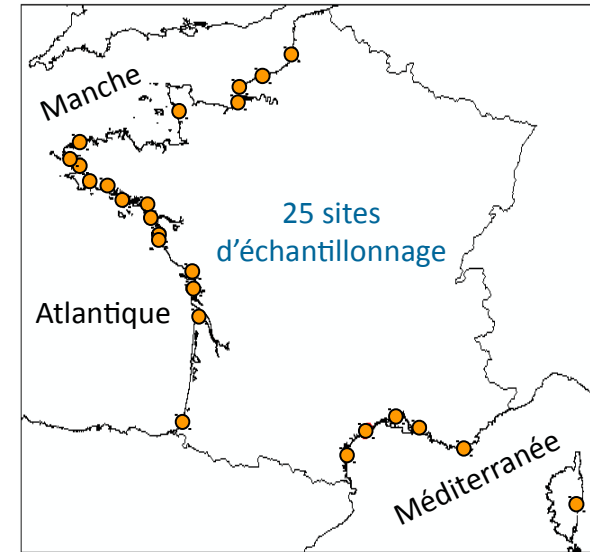 Manche
25 sites
d'échantillonnage
Atlantique
Méditerranée